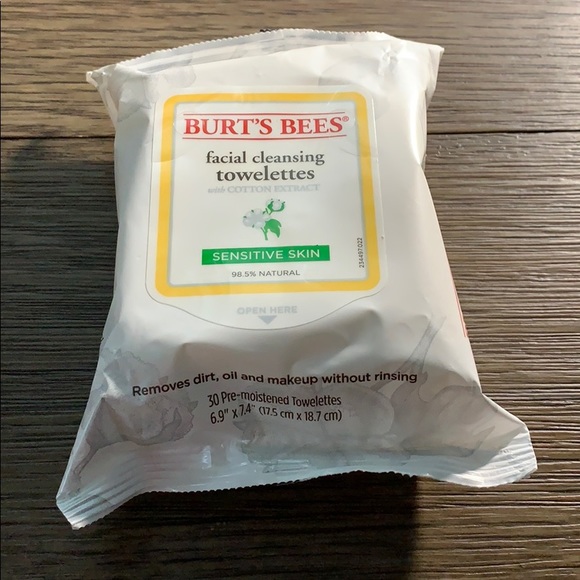 BURT'S BEES®
facial cleansing
towelettes
with COTTON EXTRACT
SENSITIVE SKIN
98.5% NATURAL
OPEN HERE
Removes dirt, oil and makeup without rinsing
30 Pre-moistened Towelettes
6.9" x 7.4" (17.5 cm x 18.7 cm)